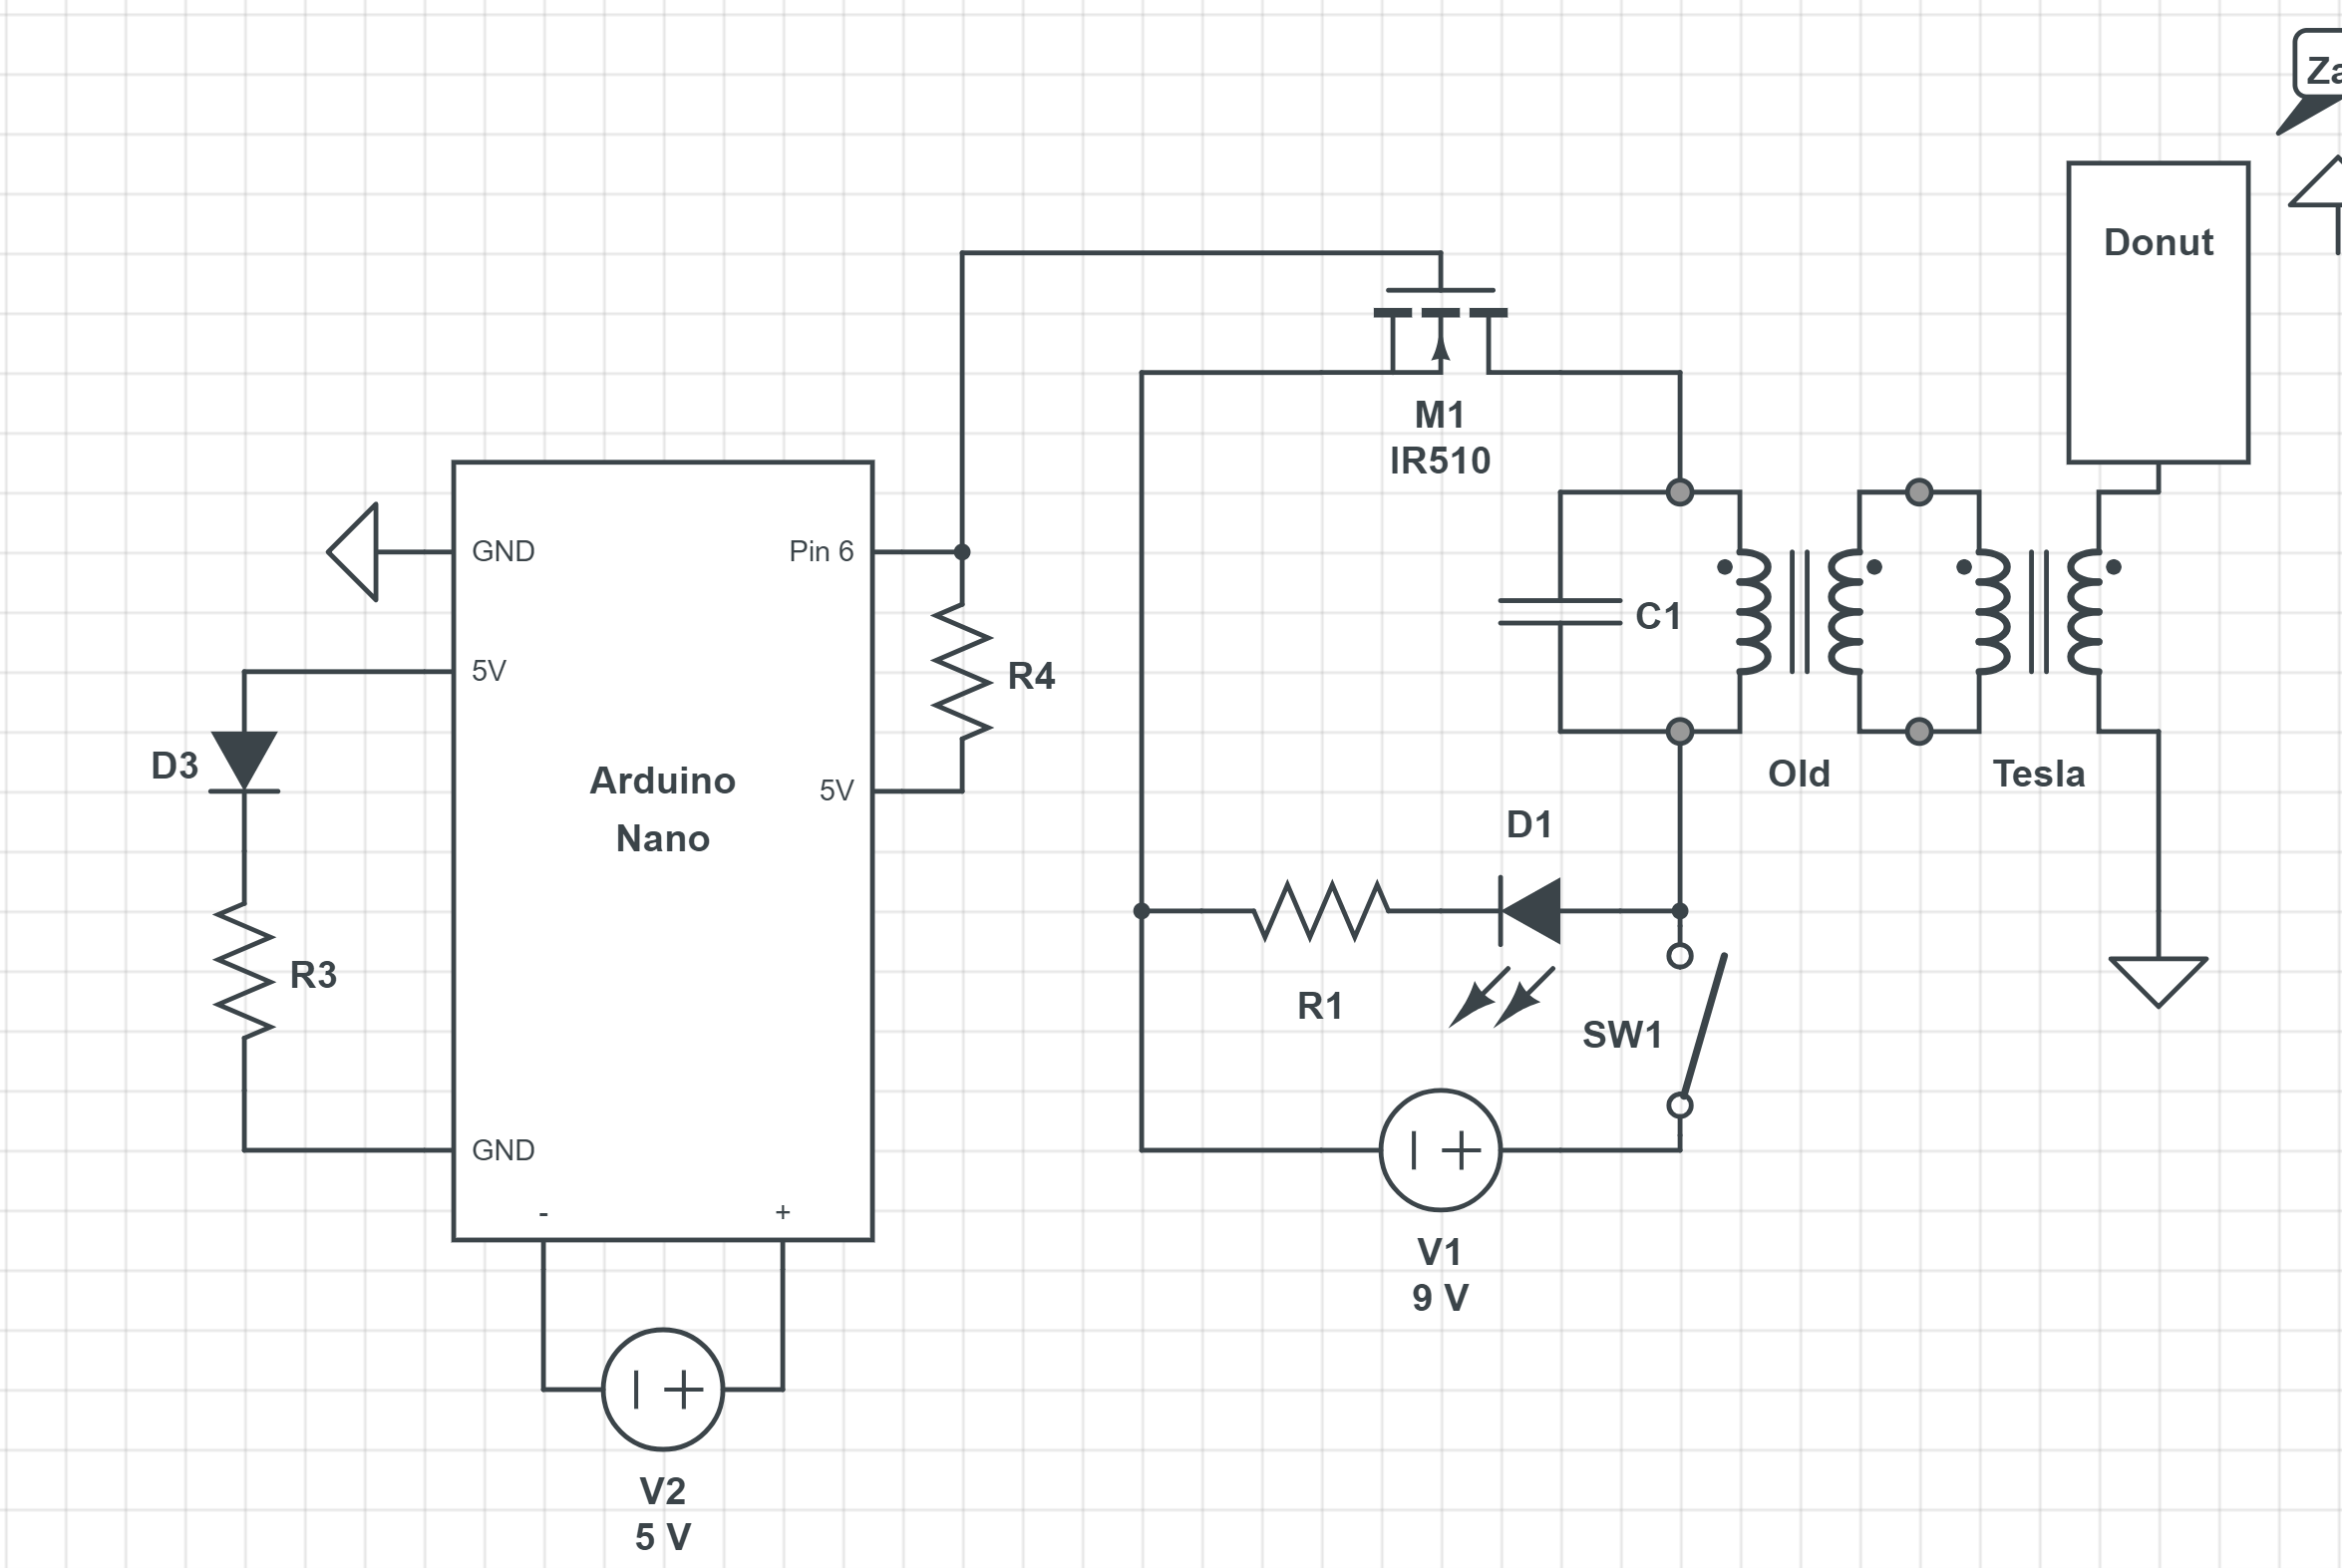 Donut
M1
IR510
GND
Pin 6
5V
R4
C1
D3
Arduino
Nano
5V
Old
Tesla
D1
R3
R1
SW1
GND
-
+
V1
9 V
V2
5 V